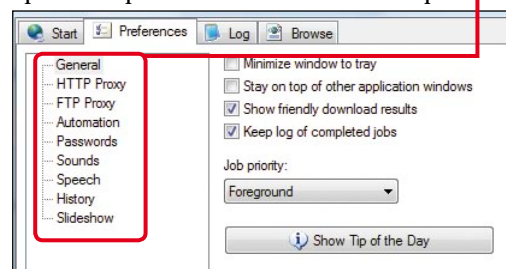 Start Preferences Log Browse
General
HTTP Proxy
FTP Proxy
Automation
Passwords
Sounds
Speech
History
Slideshow
Minimize window to tray
Stay on top of other application windows
Show friendly download results
Keep log of completed jobs
Job priority:
Foreground
Show Tip of the Day